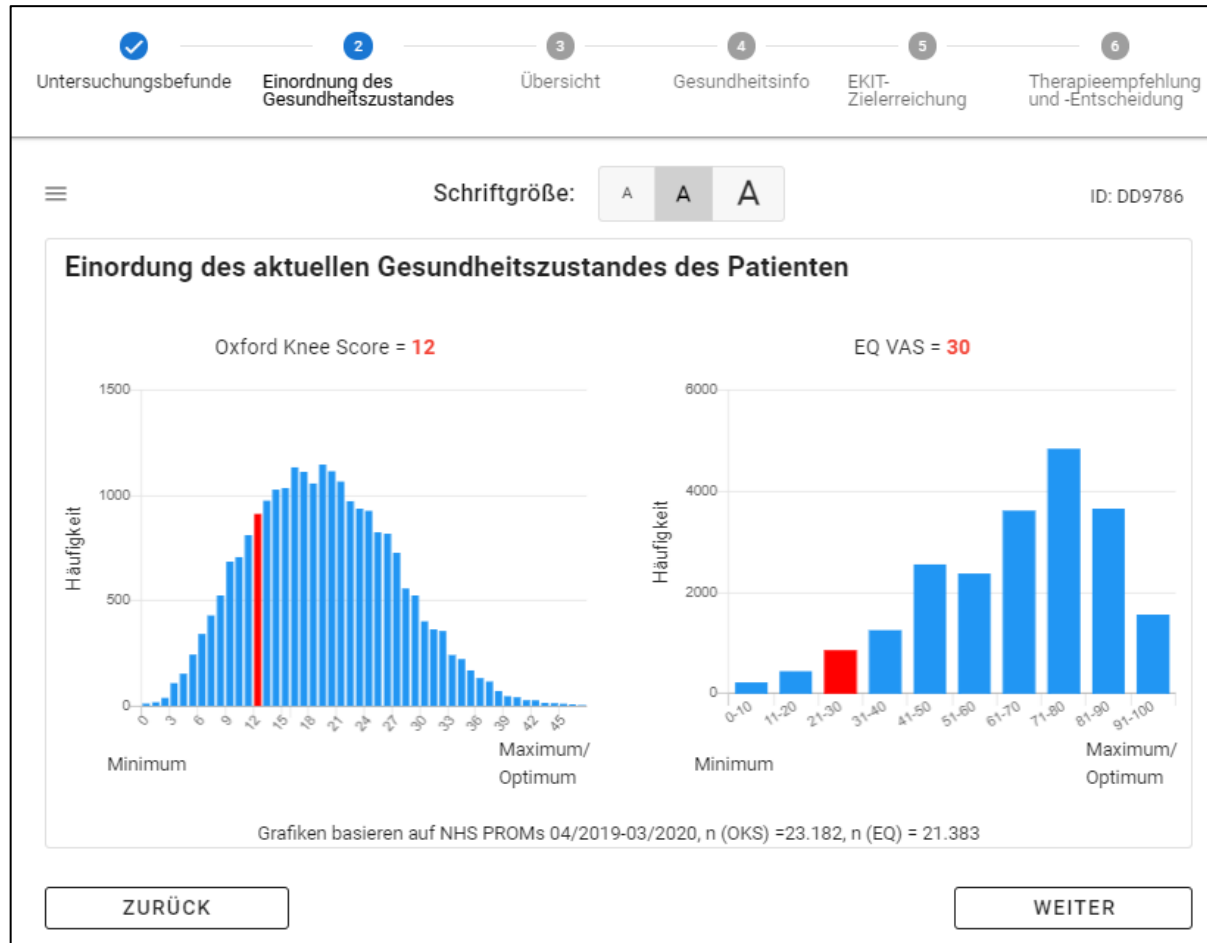 2 3 4 5 6
Untersuchungsbefunde Einordnung des Gesundheitszustandes Übersicht Gesundheitsinfo EKIT-Zielerreichung Therapieempfehlung und -Entscheidung
Schriftgröße: A A A ID: DD9786
Einordung des aktuellen Gesundheitszustandes des Patienten
Oxford Knee Score = 12
1500
1000
500
0
Häufigkeit
0 3 6 9 12 15 18 21 24 27 30 33 36 39 42 45
Minimum
Maximum/
Optimum
EQ VAS = 30
6000
4000
2000
0
Häufigkeit
0-10 11-20 21-30 31-40 41-50 51-60 61-70 71-80 81-90 91-100
Minimum
Maximum/
Optimum
Grafiken basieren auf NHS PROMs 04/2019-03/2020, n (OKS) =23.182, n (EQ) = 21.383
ZURÜCK WEITER